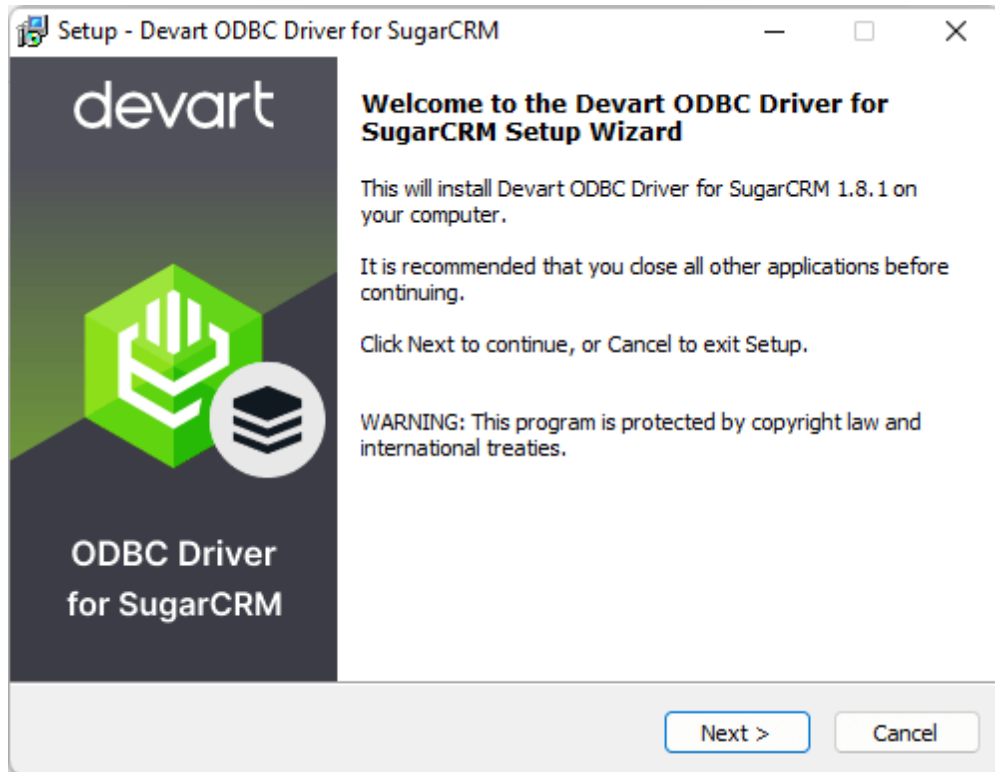 Setup - Devart ODBC Driver for SugarCRM
devart
Welcome to the Devart ODBC Driver for
SugarCRM Setup Wizard
This will install Devart ODBC Driver for SugarCRM 1.8.1 on
your computer.
It is recommended that you close all other applications before
continuing.
Click Next to continue, or Cancel to exit Setup.
WARNING: This program is protected by copyright law and
international treaties.
ODBC Driver
for SugarCRM
Next >
Cancel